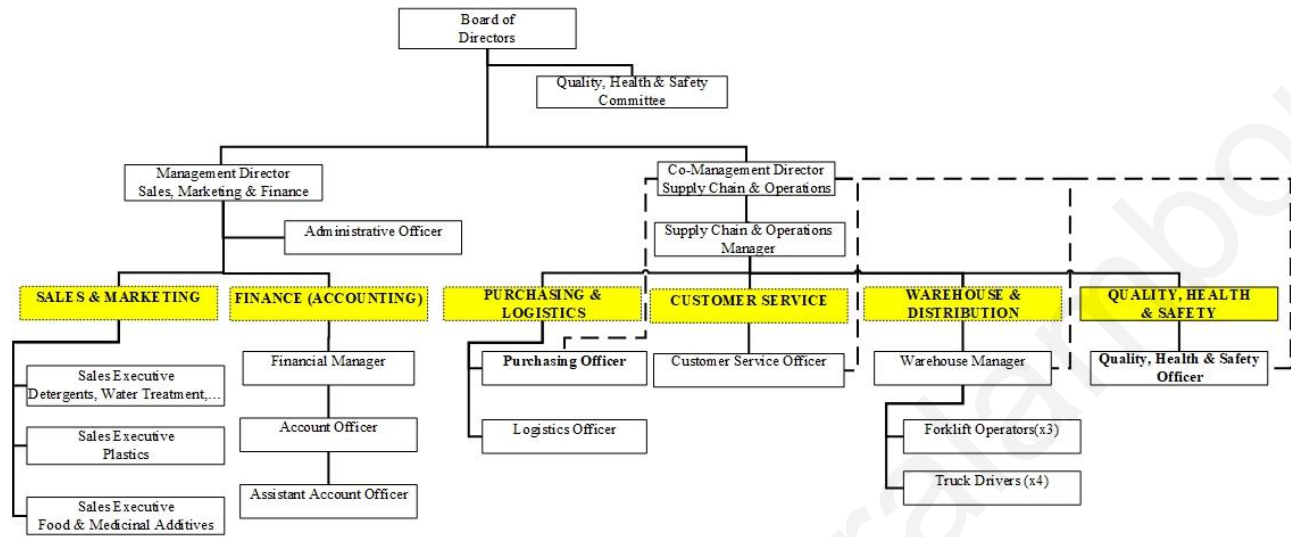 Board of
Directors
Quality, Health & Safety
Committee
Management Director
Sales, Marketing & Finance
Co-Management Director
Supply Chain & Operations
Administrative Officer
Supply Chain & Operations
Manager
SALES & MARKETING
FINANCE (ACCOUNTING)
PURCHASING &
LOGISTICS
CUSTOMER SERVICE
WAREHOUSE &
DISTRIBUTION
QUALITY, HEALTH
& SAFETY
Sales Executive
Detergents, Water Treatment,...
Sales Executive
Plastics
Sales Executive
Food & Medicinal Additives
Financial Manager
Account Officer
Assistant Account Officer
Purchasing Officer
Logistics Officer
Customer Service Officer
Warehouse Manager
Forklift Operators(x3)
Truck Drivers (x4)
Quality, Health & Safety
Officer